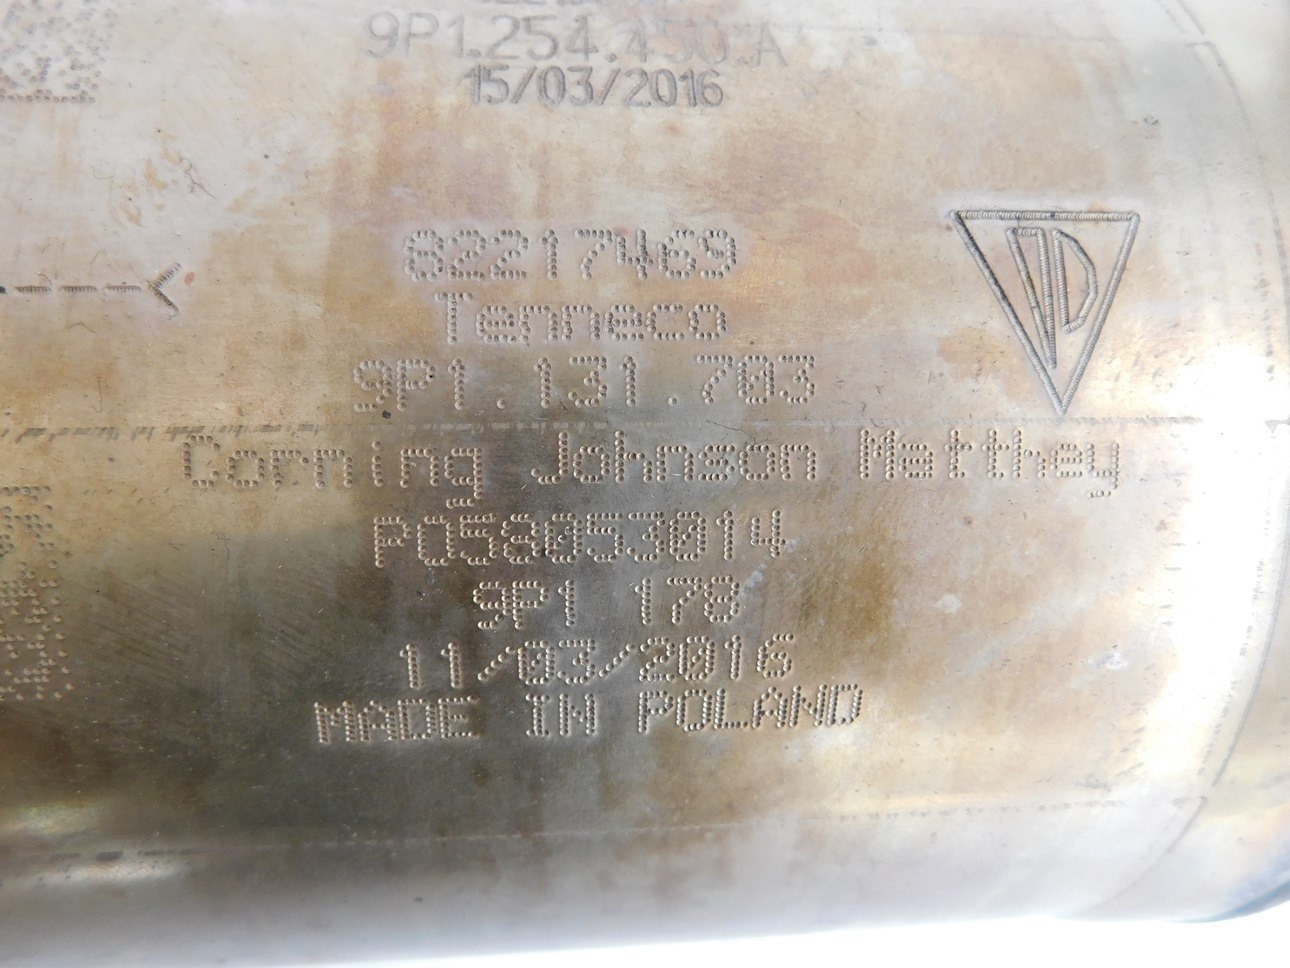 9P1.254.450.A
15/03/2016
82217469
Tenneco
9P1.131.703
Corning Johnson Matthey
P058053014
9P1 178
11/03/2016
MADE IN POLAND